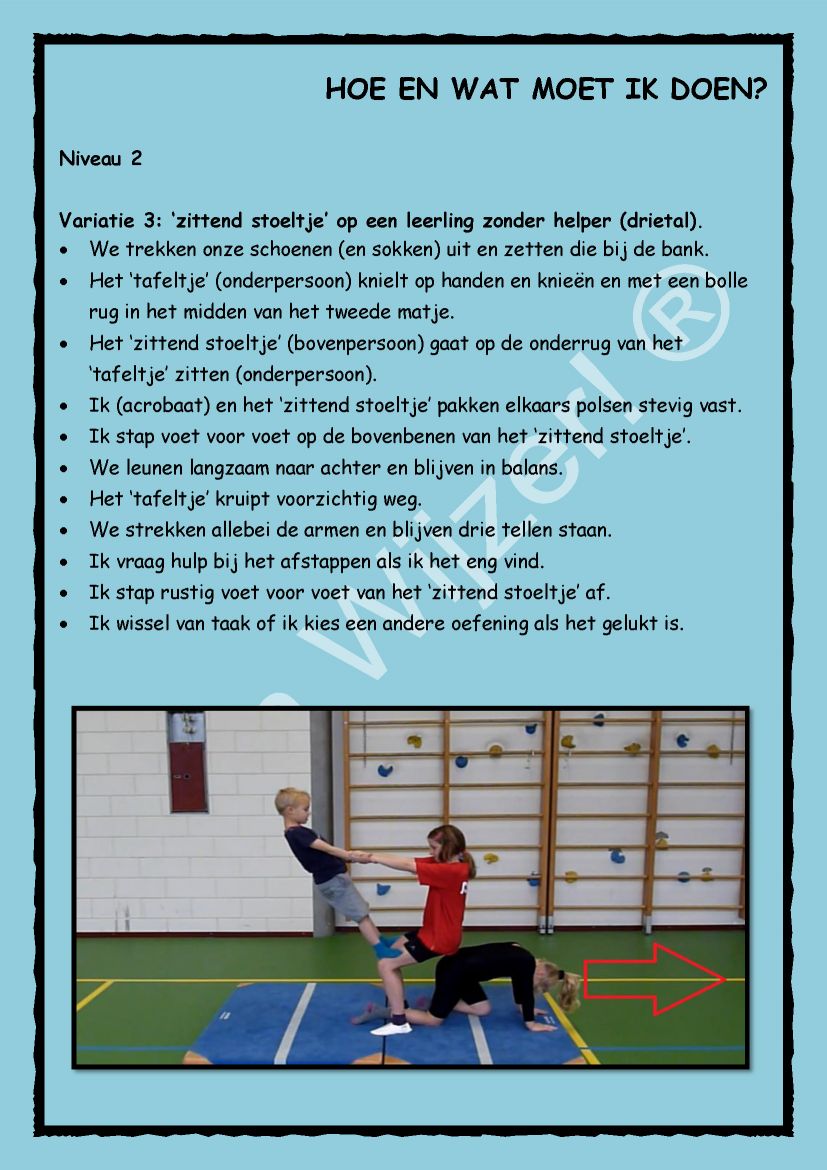 HOE EN WAT MOET IK DOEN?
Niveau 2
Variatie 3: ‘zittend stoeltje’ op een leerling zonder helper (drietal).
• We trekken onze schoenen (en sokken) uit en zetten die bij de bank.
• Het ‘tafeltje’ (onderpersoon) knielt op handen en knieën en met een bolle
rug in het midden van het tweede matje.
• Het ‘zittend stoeltje’ (bovenpersoon) gaat op de onderrug van het
‘tafeltje’ zitten (onderpersoon).
• Ik (acrobaat) en het ‘zittend stoeltje’ pakken elkaars polsen stevig vast.
• Ik stap voet voor voet op de bovenbenen van het ‘zittend stoeltje’.
• We leunen langzaam naar achter en blijven in balans.
• Het ‘tafeltje’ kruipt voorzichtig weg.
• We strekken allebei de armen en blijven drie tellen staan.
• Ik vraag hulp bij het afstappen als ik het eng vind.
• Ik stap rustig voet voor voet van het ‘zittend stoeltje’ af.
• Ik wissel van taak of ik kies een andere oefening als het gelukt is.
Wijzer! ®